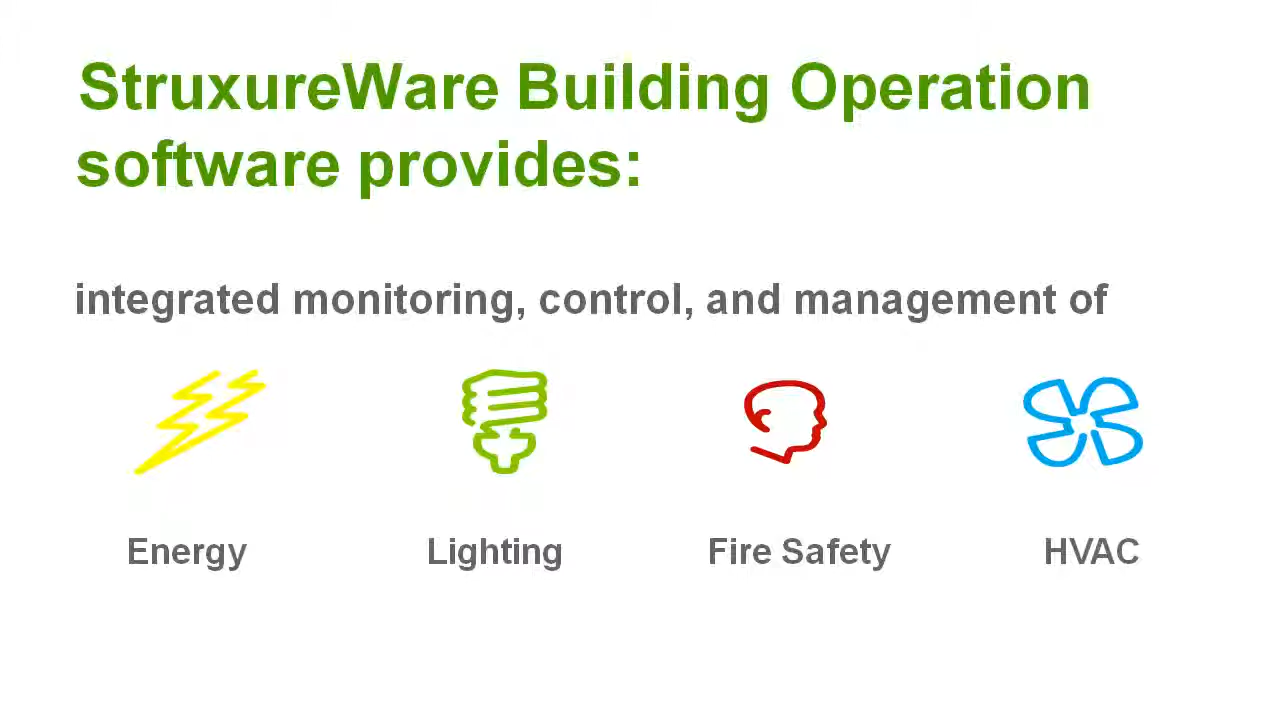 StruxureWare Building Operation
software provides:
integrated monitoring, control, and management of
Energy
Lighting
Fire Safety
HVAC